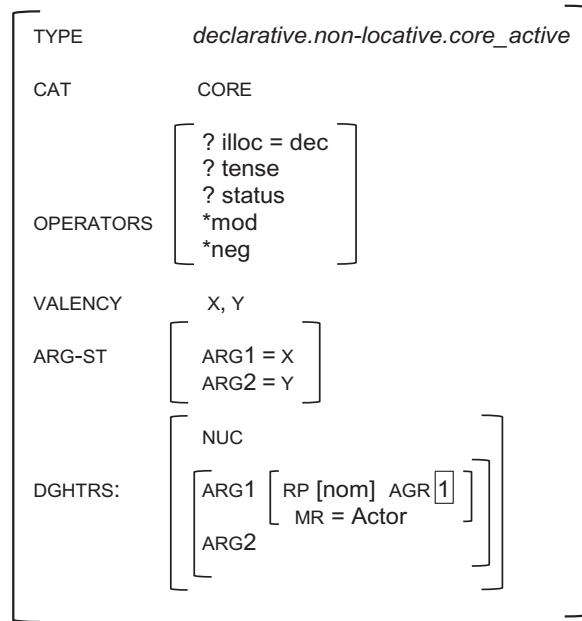 TYPE declarative.non-locative.core_active
CAT CORE
? illoc = dec
? tense
? status
OPERATORS *mod
*neg
VALENCY X, Y
ARG-ST ARG1 = X
ARG2 = Y
NUC
DGHTRS: ARG1 RP [nom] AGR 1
MR = Actor
ARG2